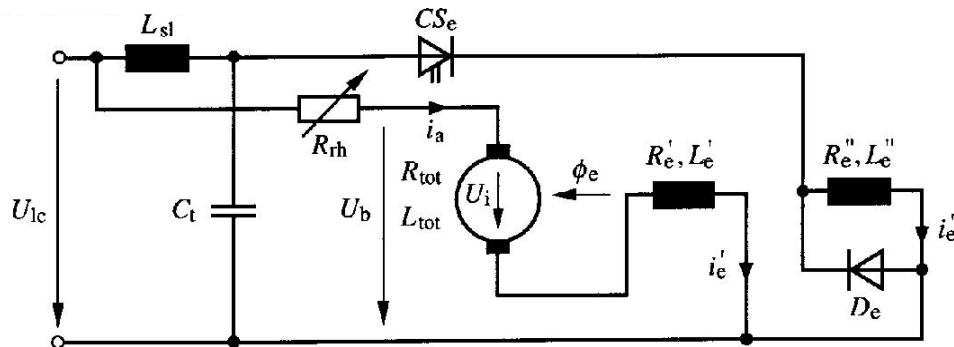 L_sl
CS_e
R_rh
i_a
R_tot
L_tot
U_i
ϕ_e
R_e', L_e'
R_e'', L_e''
U_lc
C_t
U_b
i_e'
i_e'
D_e